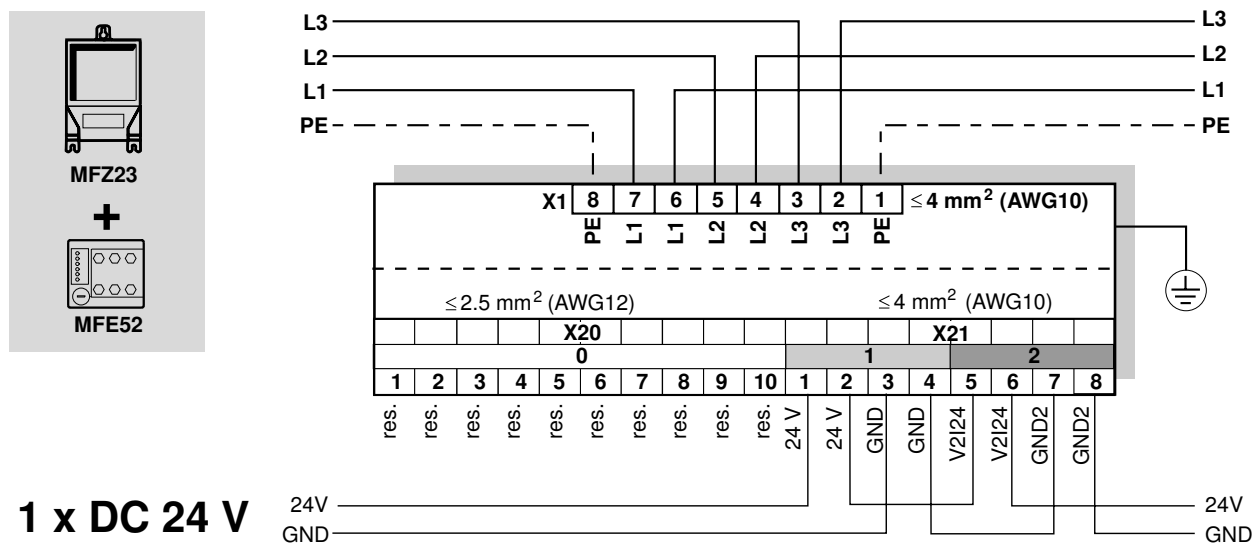 MFZ23
+
MFE52
L3 L3
L2 L2
L1 L1
PE PE
X1 8 7 6 5 4 3 2 1 ≤ 4 mm² (AWG10)
PE L1 L1 L2 L2 L3 L3 PE
≤ 2.5 mm² (AWG12) ≤ 4 mm² (AWG10)
X20 X21
0 1 2
1 2 3 4 5 6 7 8 9 10 1 2 3 4 5 6 7 8
res. res. res. res. res. res. res. res. res. res. 24 V 24 V GND GND V2I24 V2I24 GND2 GND2
1 x DC 24 V
24V 24V
GND GND